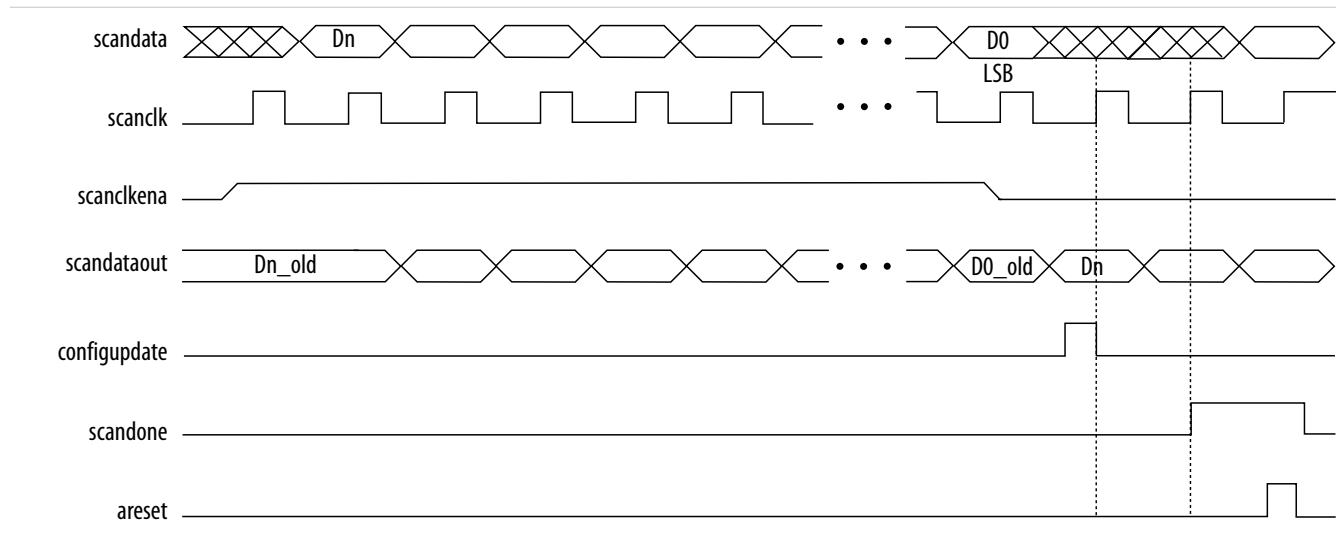 scandata
Dn
D0
LSB
scanclk
scanclkena
scandataout
Dn_old
D0_old
Dn
configupdate
scandone
areset